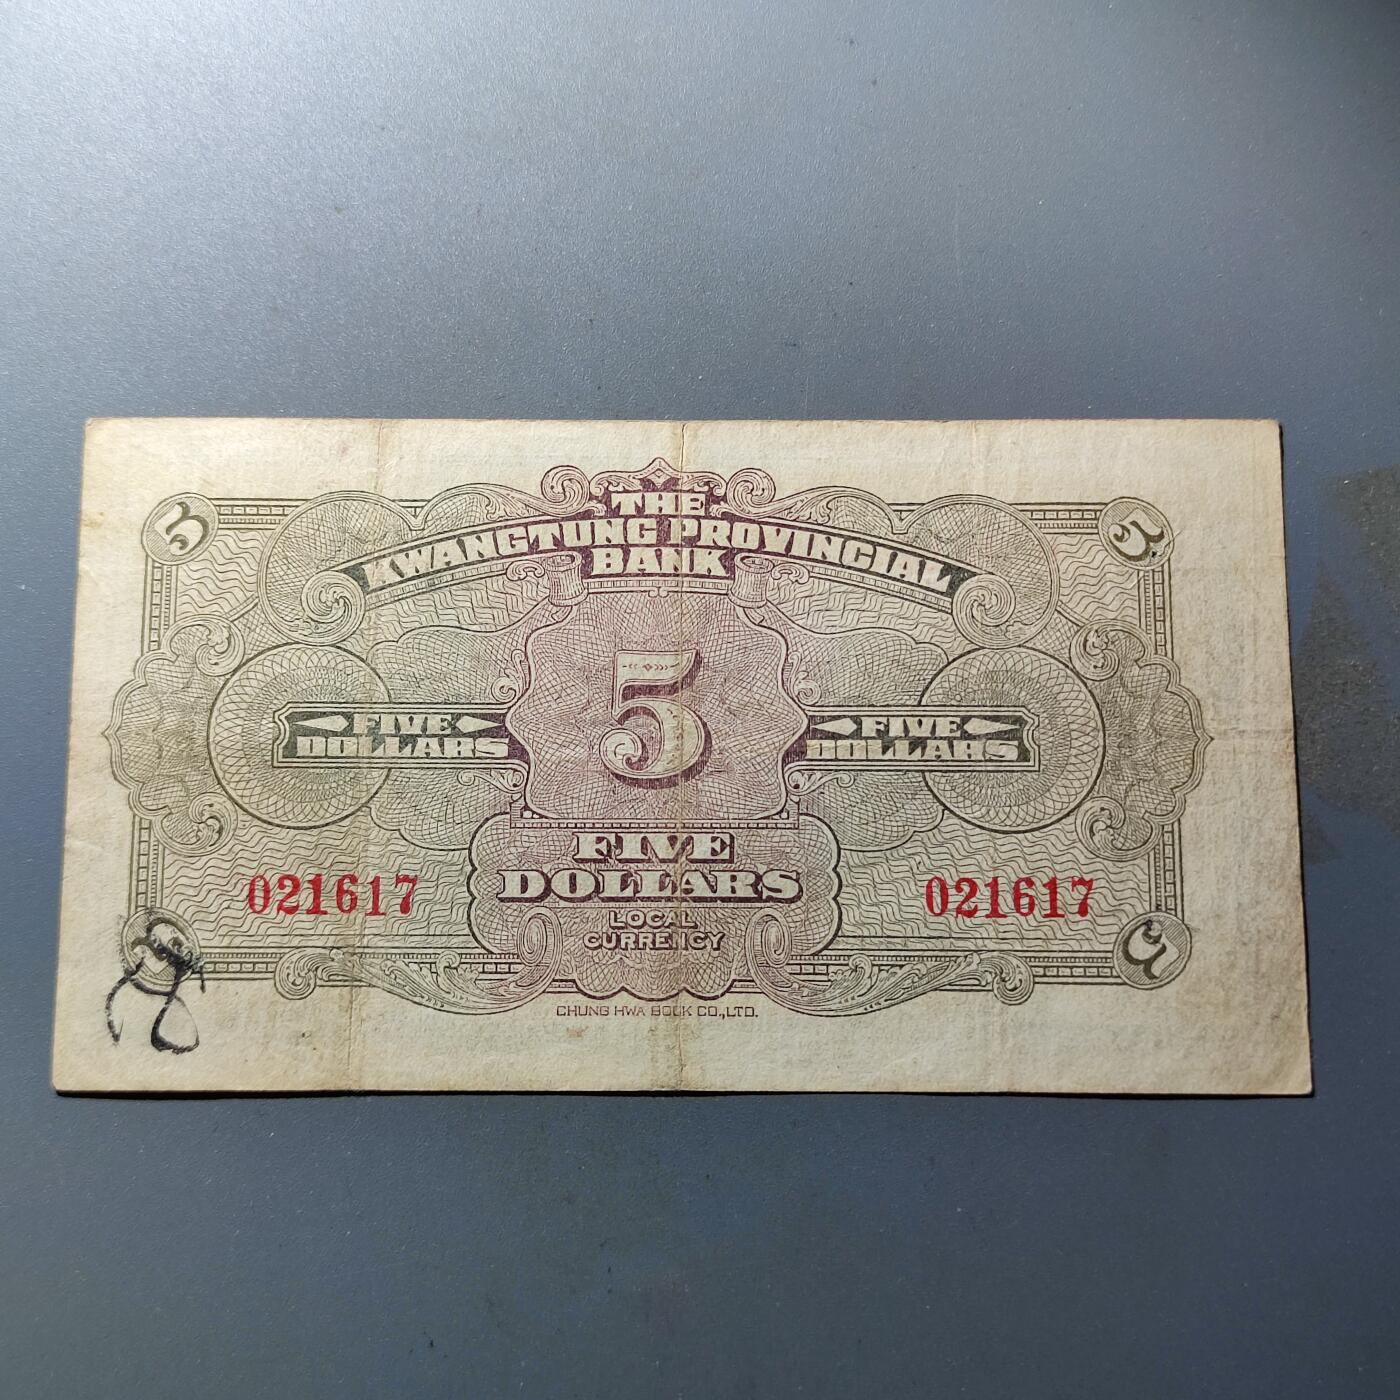 THE
KWANGTUNG PROVINCIAL
BANK
5
5
5
FIVE
DOLLARS
FIVE
DOLLARS
FIVE
DOLLARS
021617
021617
LOCAL
CURRENCY
5
CHUNG HWA BOOK CO.,LTD.